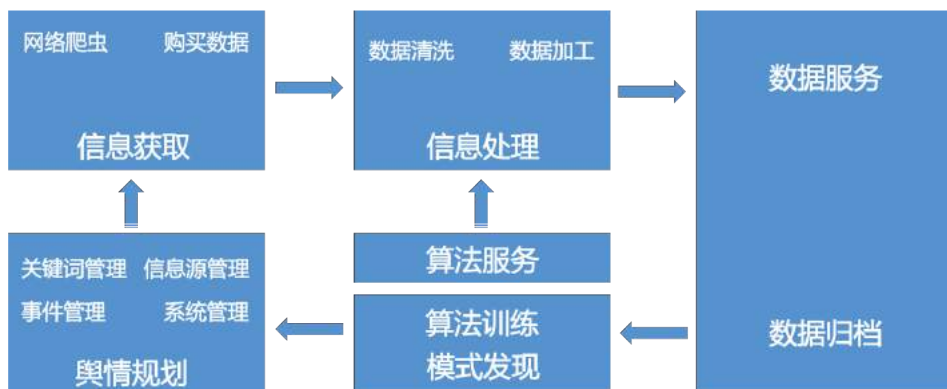 网络爬虫 购买数据
信息获取
数据清洗 数据加工
信息处理
数据服务
关键词管理 信息源管理
事件管理 系统管理
舆情规划
算法服务
算法训练
模式发现
数据归档